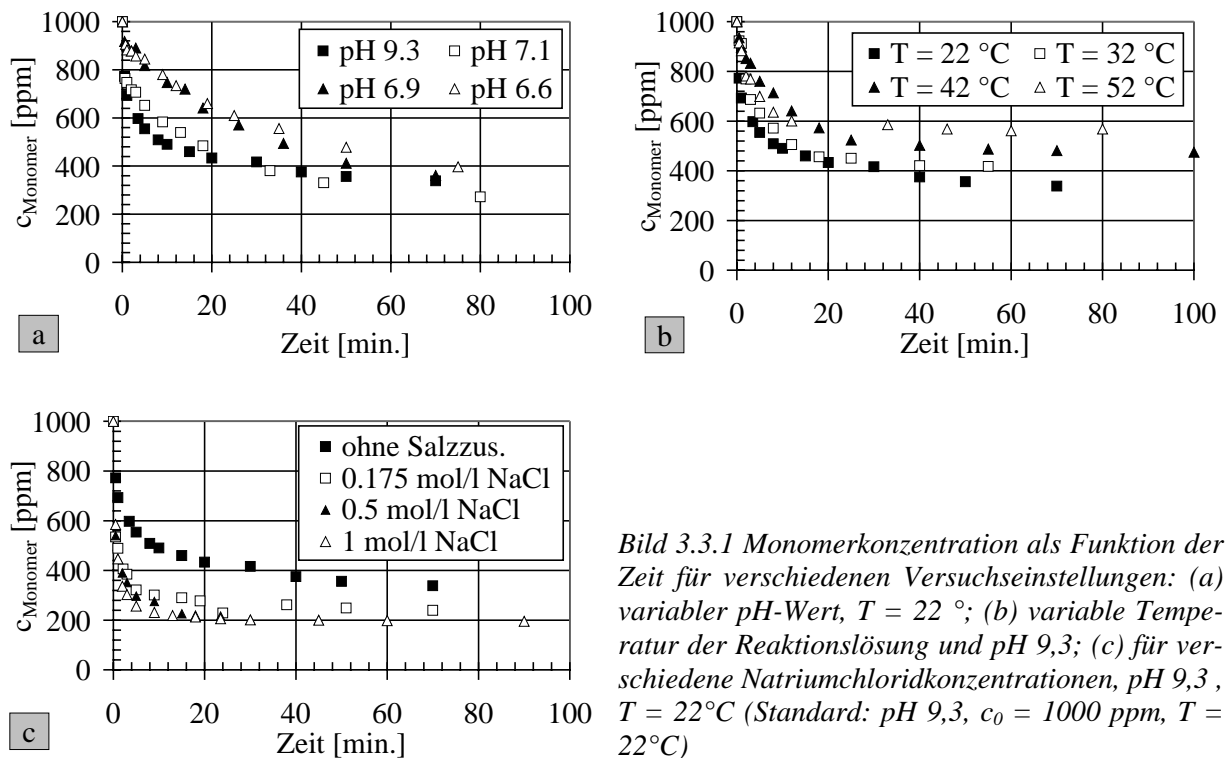 1000
800
600
400
200
0
c_Monomer [ppm]
pH 9.3 pH 7.1
pH 6.9 pH 6.6
0 20 40 60 80 100
Zeit [min.]
a
1000
800
600
400
200
0
c_Monomer [ppm]
T = 22 °C T = 32 °C
T = 42 °C T = 52 °C
0 20 40 60 80 100
Zeit [min.]
b
1000
800
600
400
200
0
c_Monomer [ppm]
ohne Salzzus.
0.175 mol/l NaCl
0.5 mol/l NaCl
1 mol/l NaCl
0 20 40 60 80 100
Zeit [min.]
c
Bild 3.3.1 Monomerkonzentration als Funktion der
Zeit für verschiedenen Versuchseinstellungen: (a)
variabler pH-Wert, T = 22 °; (b) variable Tempe-
ratur der Reaktionslösung und pH 9,3; (c) für ver-
schiedene Natriumchloridkonzentrationen, pH 9,3 ,
T = 22°C (Standard: pH 9,3, c0 = 1000 ppm, T =
22°C)